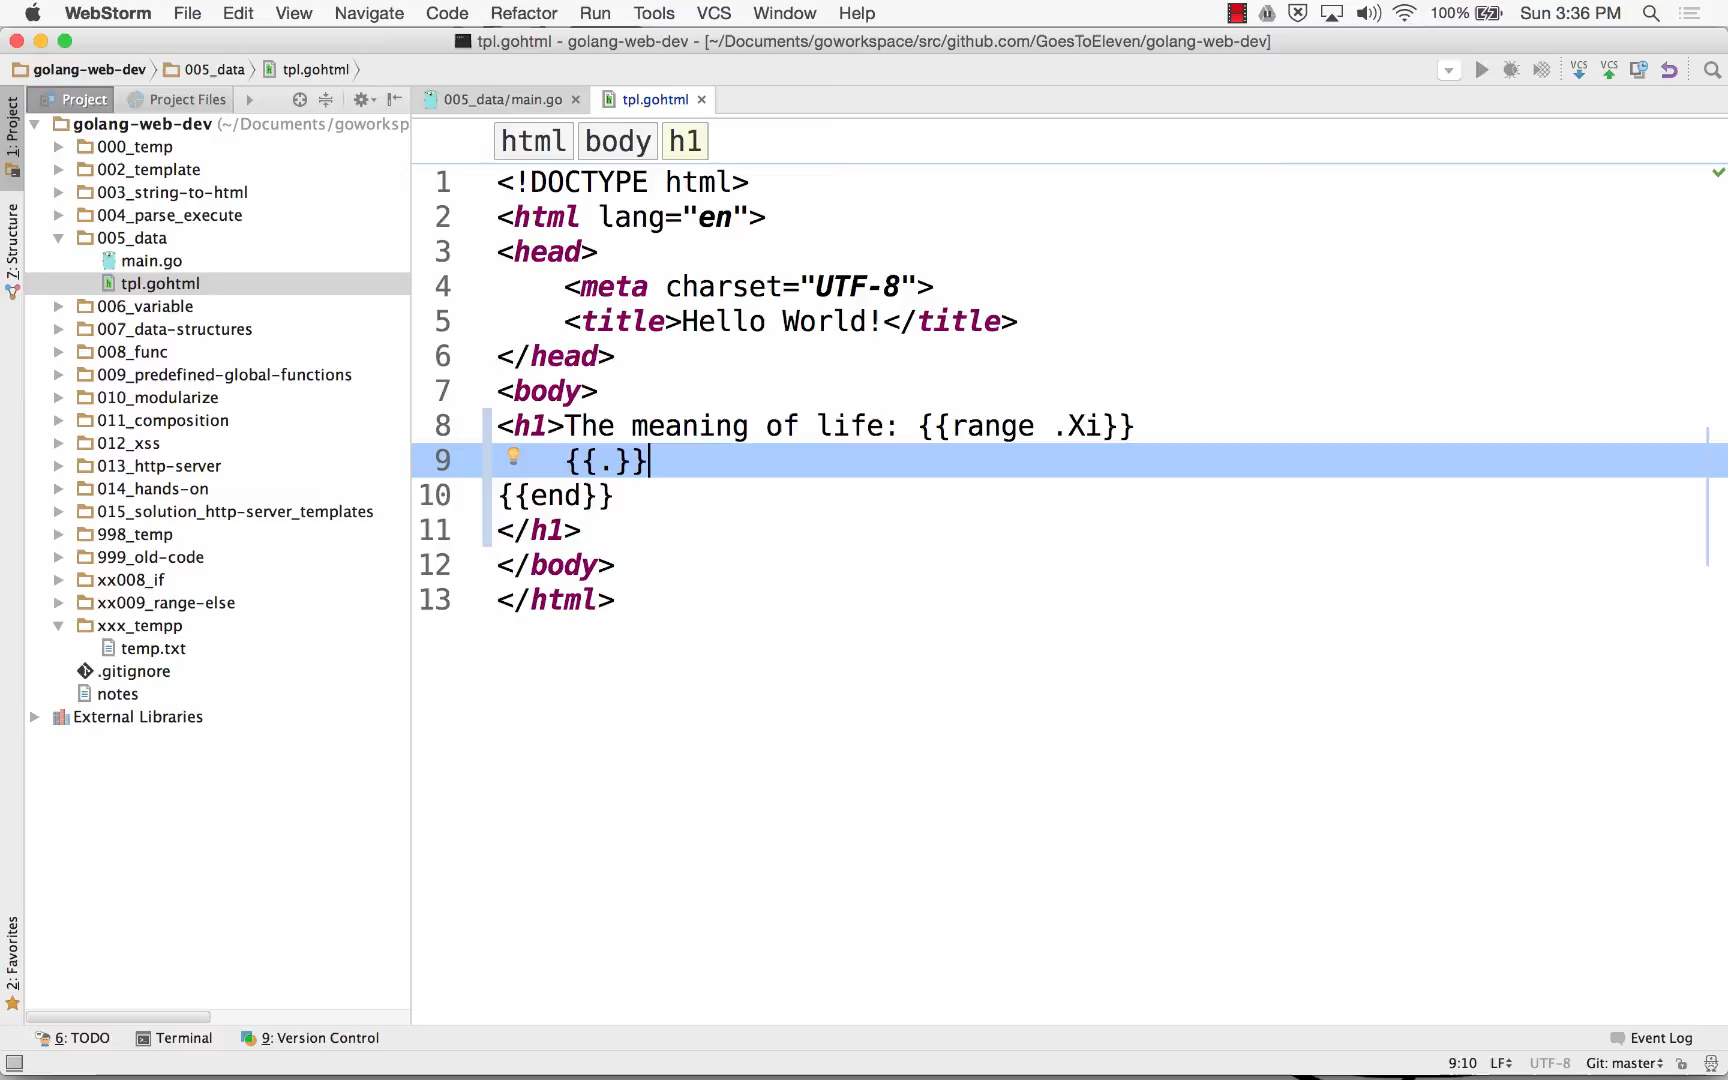 WebStorm File Edit View Navigate Code Refactor Run Tools VCS Window Help 100% Sun 3:36 PM
tpl.gohtml - golang-web-dev - [~/Documents/goworkspace/src/github.com/GoesToEleven/golang-web-dev]
golang-web-dev 005_data tpl.gohtml VCS VCS
Project Project Files 005_data/main.go tpl.gohtml
1: Project
Z: Structure
2: Favorites
golang-web-dev (~/Documents/goworksp
000_temp
002_template
003_string-to-html
004_parse_execute
005_data
main.go
tpl.gohtml
006_variable
007_data-structures
008_func
009_predefined-global-functions
010_modularize
011_composition
012_xss
013_http-server
014_hands-on
015_solution_http-server_templates
998_temp
999_old-code
xx008_if
xx009_range-else
xxx_tempp
temp.txt
.gitignore
notes
External Libraries
html body h1
1 <!DOCTYPE html>
2 <html lang="en">
3 <head>
4 <meta charset="UTF-8">
5 <title>Hello World!</title>
6 </head>
7 <body>
8 <h1>The meaning of life: {{range .Xi}}
9 {{.}}
10 {{end}}
11 </h1>
12 </body>
13 </html>
6: TODO Terminal 9: Version Control Event Log
9:10 LF UTF-8 Git: master